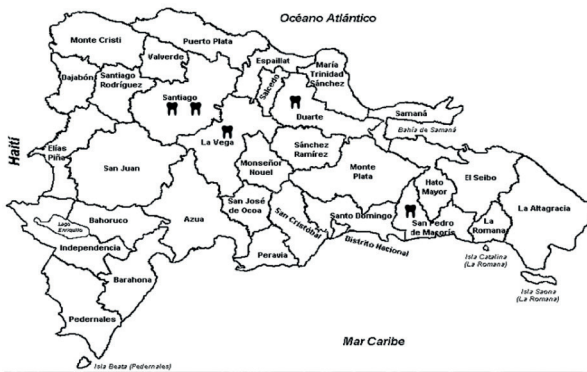 Océano Atlántico
Monte Cristi
Puerto Plata
Valverde
Espaillat
María
Trinidad
Sánchez
Dajabón
Santiago
Rodríguez
Santiago
Salcedo
Duarte
Samaná
Bahía de Samaná
Haití
Elías
Piña
San Juan
La Vega
Sánchez
Ramírez
Monseñor
Nouel
Monte
Plata
Hato
Mayor
El Seibo
La Altagracia
Lago
Enriquillo
Bahoruco
Azua
San José
de Ocoa
San Cristóbal
Santo Domingo
San Pedro
de Macorís
La
Romana
Independencia
Peravia
Distrito Nacional
Isla Catalina
(La Romana)
Barahona
Isla Saona
(La Romana)
Pedernales
Mar Caribe
Isla Beata (Pedernales)